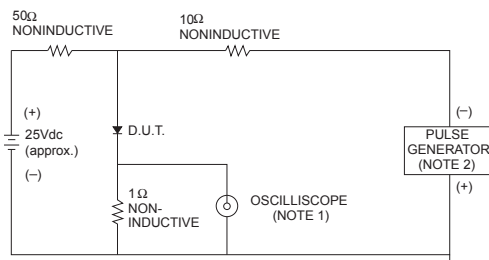 50Ω
NONINDUCTIVE
10Ω
NONINDUCTIVE
(+)
25Vdc
(approx.)
(–)
D.U.T.
1Ω
NON-
INDUCTIVE
OSCILLISCOPE
(NOTE 1)
(–)
PULSE
GENERATOR
(NOTE 2)
(+)